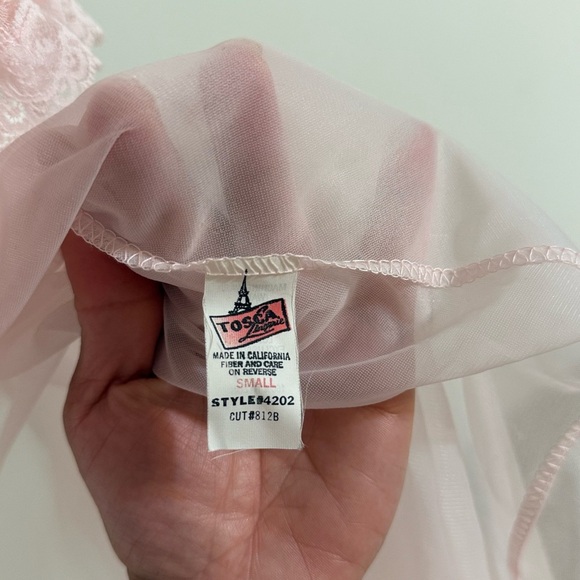 TOSCA
Lingerie
MADE IN CALIFORNIA
FIBER AND CARE
ON REVERSE
SMALL
STYLE#4202
CUT#812B